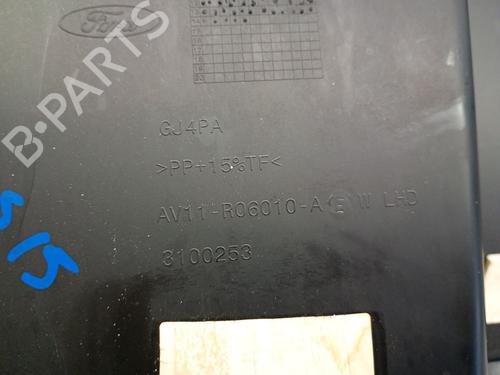 Ford
GJ4PA
>PP+15%TF<
AV11-R06010-A E W LHD
3100253
B-PARTS